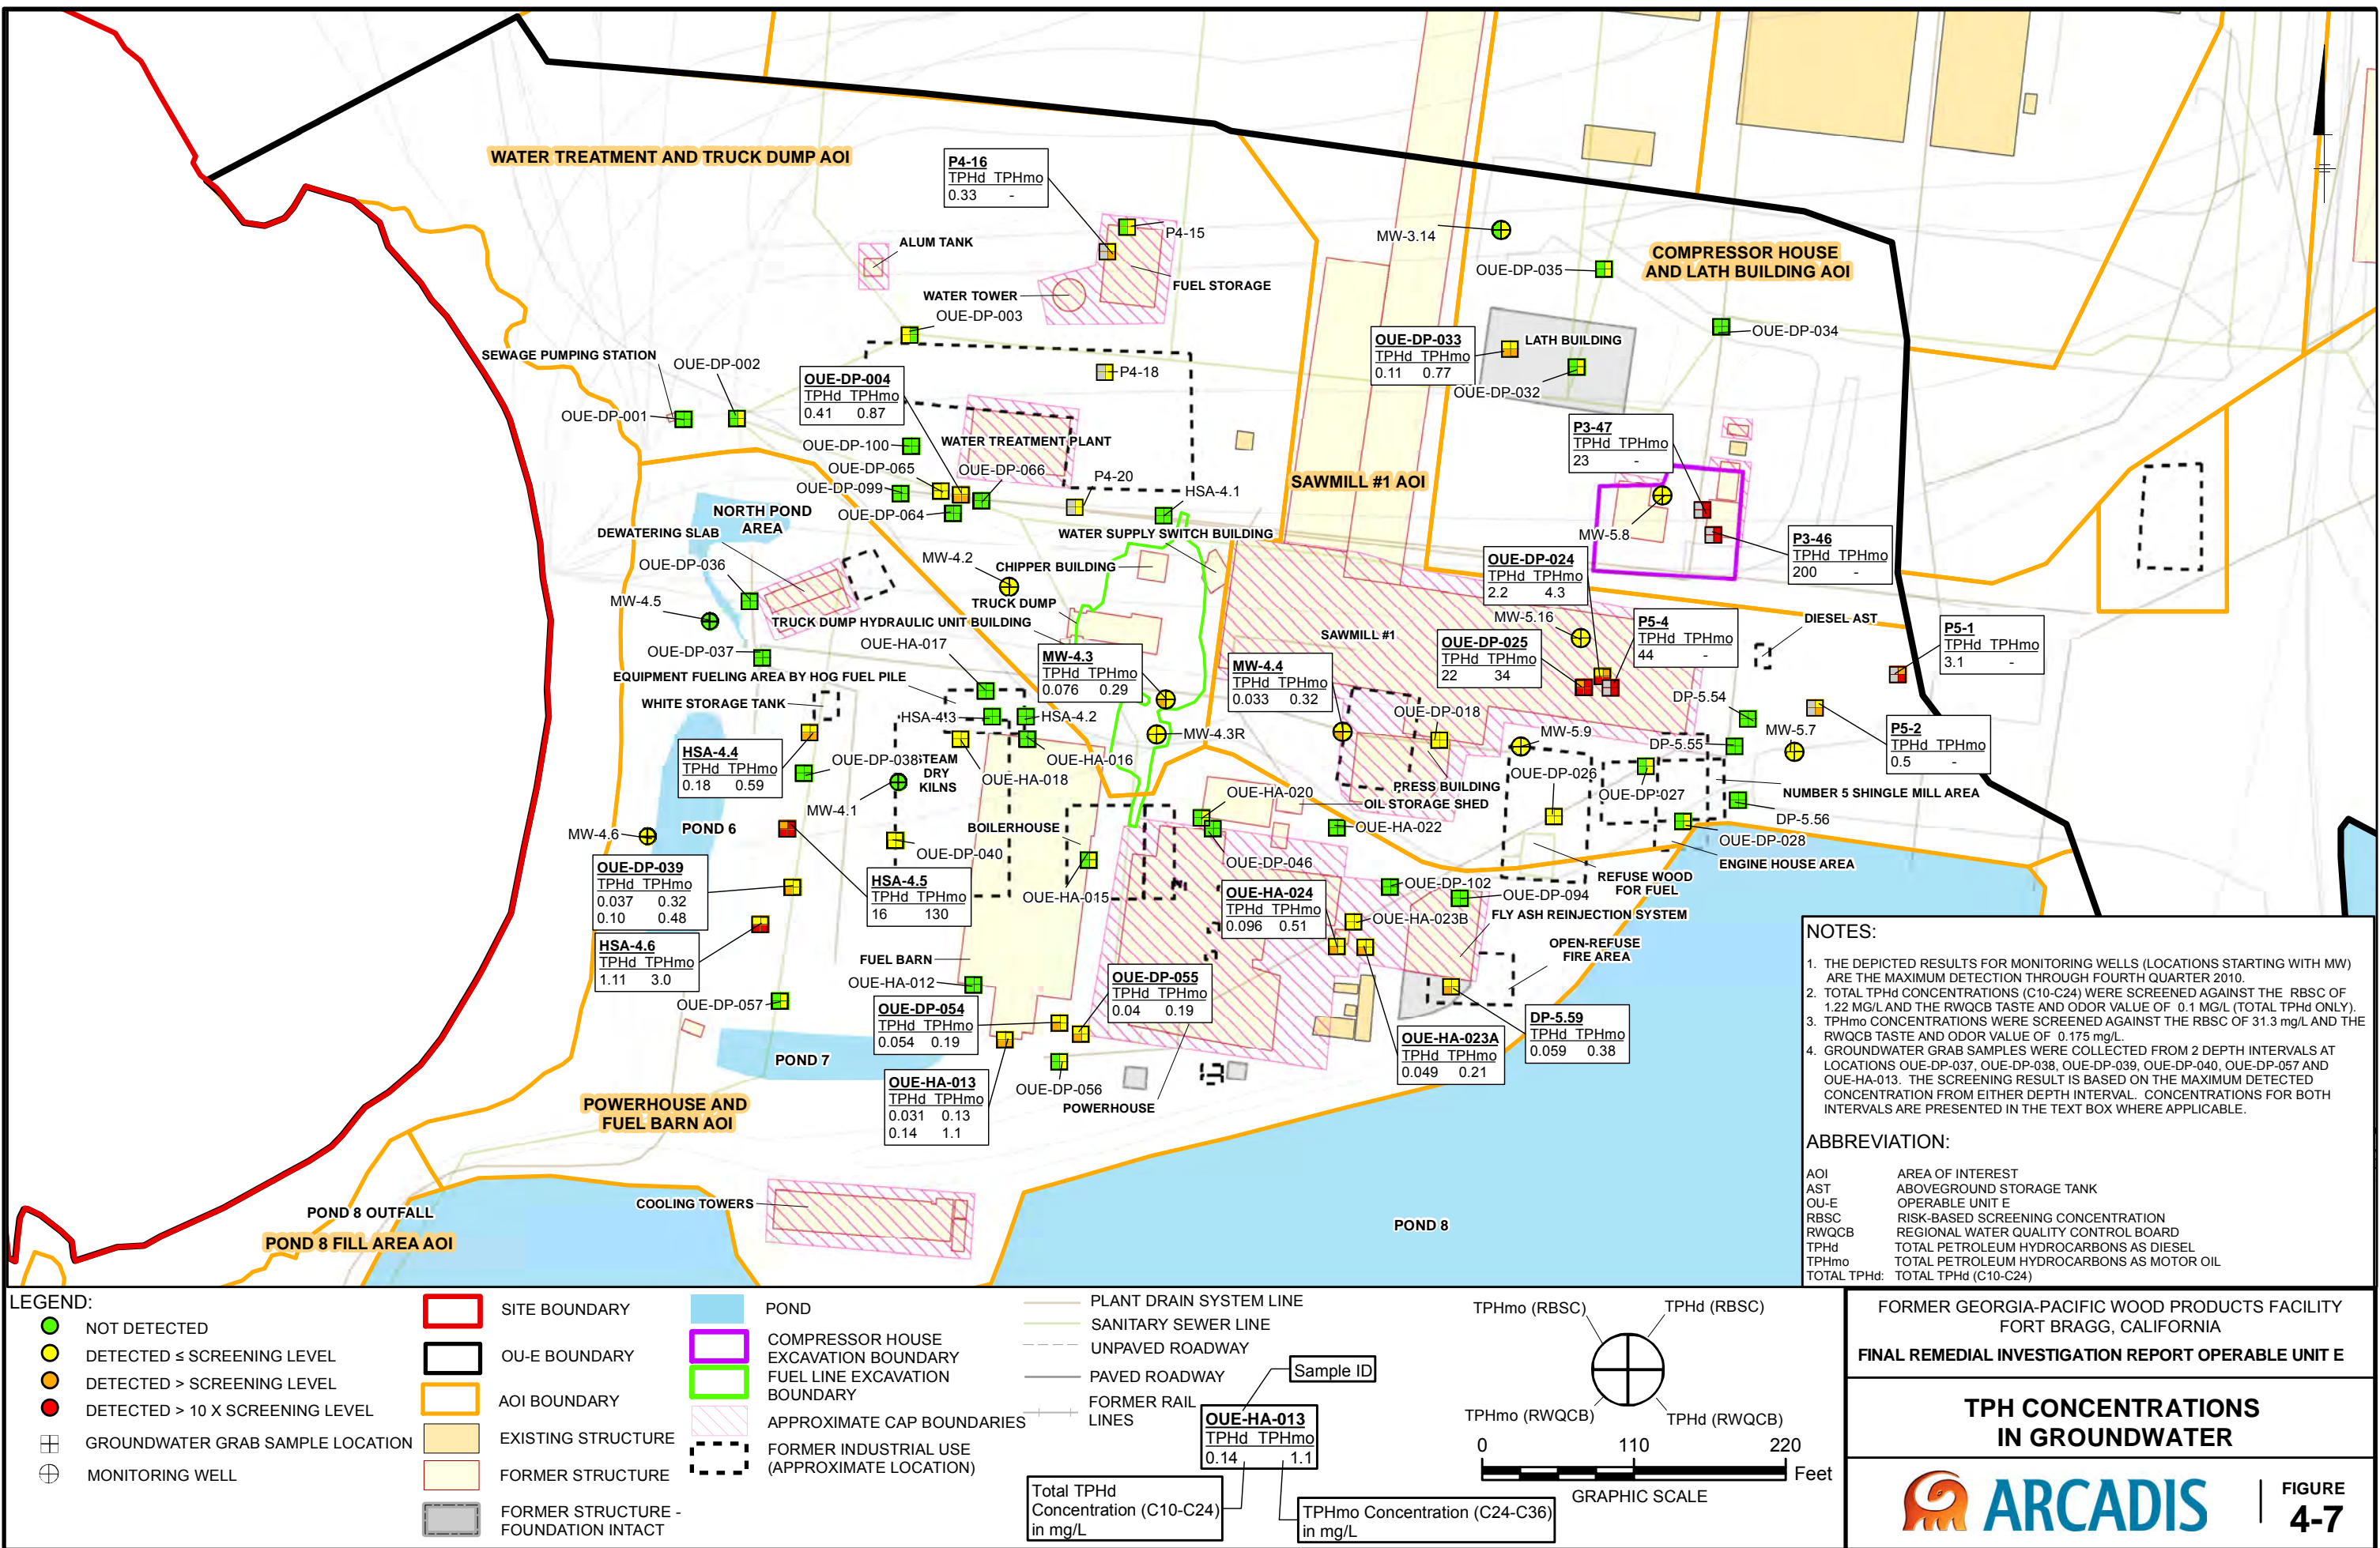 WATER TREATMENT AND TRUCK DUMP AOI
P4-16
TPHd TPHmo
0.33 -
P4-15
ALUM TANK
FUEL STORAGE
WATER TOWER
OUE-DP-003
MW-3.14
OUE-DP-035
COMPRESSOR HOUSE
AND LATH BUILDING AOI
OUE-DP-034
OUE-DP-033
TPHd TPHmo
0.11 0.77
LATH BUILDING
OUE-DP-032
SEWAGE PUMPING STATION
OUE-DP-002
OUE-DP-001
OUE-DP-004
TPHd TPHmo
0.41 0.87
P4-18
OUE-DP-100
WATER TREATMENT PLANT
OUE-DP-065
OUE-DP-066
OUE-DP-099
OUE-DP-064
P4-20
HSA-4.1
SAWMILL #1 AOI
P3-47
TPHd TPHmo
23 -
MW-5.8
P3-46
TPHd TPHmo
200 -
NORTH POND
AREA
DEWATERING SLAB
WATER SUPPLY SWITCH BUILDING
OUE-DP-036
MW-4.2
CHIPPER BUILDING
MW-4.5
TRUCK DUMP
TRUCK DUMP HYDRAULIC UNIT BUILDING
OUE-DP-037
OUE-HA-017
EQUIPMENT FUELING AREA BY HOG FUEL PILE
WHITE STORAGE TANK
MW-4.3
TPHd TPHmo
0.076 0.29
SAWMILL #1
MW-4.4
TPHd TPHmo
0.033 0.32
OUE-DP-024
TPHd TPHmo
2.2 4.3
MW-5.16
OUE-DP-025
TPHd TPHmo
22 34
P5-4
TPHd TPHmo
44 -
DIESEL AST
P5-1
TPHd TPHmo
3.1 -
P5-2
TPHd TPHmo
0.5 -
HSA-4.3
HSA-4.2
MW-4.3R
OUE-DP-018
MW-5.9
DP-5.54
DP-5.55
MW-5.7
HSA-4.4
TPHd TPHmo
0.18 0.59
OUE-DP-038
STEAM
DRY
KILNS
OUE-HA-018
OUE-HA-016
MW-4.1
OUE-HA-020
PRESS BUILDING
OIL STORAGE SHED
OUE-DP-026
OUE-DP-027
NUMBER 5 SHINGLE MILL AREA
DP-5.56
OUE-DP-028
ENGINE HOUSE AREA
MW-4.6
POND 6
BOILERHOUSE
OUE-HA-022
OUE-DP-040
OUE-DP-046
OUE-DP-039
TPHd TPHmo
0.037 0.32
0.10 0.48
HSA-4.5
TPHd TPHmo
16 130
OUE-HA-015
OUE-HA-024
TPHd TPHmo
0.096 0.51
OUE-DP-102
OUE-DP-094
REFUSE WOOD
FOR FUEL
OUE-HA-023B
FLY ASH REINJECTION SYSTEM
OPEN-REFUSE
FIRE AREA
HSA-4.6
TPHd TPHmo
1.11 3.0
FUEL BARN
OUE-HA-012
OUE-DP-057
OUE-DP-054
TPHd TPHmo
0.054 0.19
OUE-DP-055
TPHd TPHmo
0.04 0.19
OUE-HA-023A
TPHd TPHmo
0.049 0.21
DP-5.59
TPHd TPHmo
0.059 0.38
POND 7
OUE-HA-013
TPHd TPHmo
0.031 0.13
0.14 1.1
OUE-DP-056
POWERHOUSE
POWERHOUSE AND
FUEL BARN AOI
COOLING TOWERS
POND 8 OUTFALL
POND 8 FILL AREA AOI
POND 8
NOTES:
1. THE DEPICTED RESULTS FOR MONITORING WELLS (LOCATIONS STARTING WITH MW)
ARE THE MAXIMUM DETECTION THROUGH FOURTH QUARTER 2010.
2. TOTAL TPHd CONCENTRATIONS (C10-C24) WERE SCREENED AGAINST THE RBSC OF
1.22 MG/L AND THE RWQCB TASTE AND ODOR VALUE OF 0.1 MG/L (TOTAL TPHd ONLY).
3. TPHmo CONCENTRATIONS WERE SCREENED AGAINST THE RBSC OF 31.3 mg/L AND THE
RWQCB TASTE AND ODOR VALUE OF 0.175 mg/L.
4. GROUNDWATER GRAB SAMPLES WERE COLLECTED FROM 2 DEPTH INTERVALS AT
LOCATIONS OUE-DP-037, OUE-DP-038, OUE-DP-039, OUE-DP-040, OUE-DP-057 AND
OUE-HA-013. THE SCREENING RESULT IS BASED ON THE MAXIMUM DETECTED
CONCENTRATION FROM EITHER DEPTH INTERVAL. CONCENTRATIONS FOR BOTH
INTERVALS ARE PRESENTED IN THE TEXT BOX WHERE APPLICABLE.
ABBREVIATION:
AOI AREA OF INTEREST
AST ABOVEGROUND STORAGE TANK
OU-E OPERABLE UNIT E
RBSC RISK-BASED SCREENING CONCENTRATION
RWQCB REGIONAL WATER QUALITY CONTROL BOARD
TPHd TOTAL PETROLEUM HYDROCARBONS AS DIESEL
TPHmo TOTAL PETROLEUM HYDROCARBONS AS MOTOR OIL
TOTAL TPHd: TOTAL TPHd (C10-C24)
LEGEND:
NOT DETECTED
DETECTED ≤ SCREENING LEVEL
DETECTED > SCREENING LEVEL
DETECTED > 10 X SCREENING LEVEL
GROUNDWATER GRAB SAMPLE LOCATION
MONITORING WELL
SITE BOUNDARY
OU-E BOUNDARY
AOI BOUNDARY
EXISTING STRUCTURE
FORMER STRUCTURE
FORMER STRUCTURE -
FOUNDATION INTACT
POND
COMPRESSOR HOUSE
EXCAVATION BOUNDARY
FUEL LINE EXCAVATION
BOUNDARY
APPROXIMATE CAP BOUNDARIES
FORMER INDUSTRIAL USE
(APPROXIMATE LOCATION)
PLANT DRAIN SYSTEM LINE
SANITARY SEWER LINE
UNPAVED ROADWAY
PAVED ROADWAY
FORMER RAIL
LINES
Sample ID
OUE-HA-013
TPHd TPHmo
0.14 1.1
Total TPHd
Concentration (C10-C24)
in mg/L
TPHmo Concentration (C24-C36)
in mg/L
TPHmo (RBSC)
TPHd (RBSC)
TPHmo (RWQCB)
TPHd (RWQCB)
0 110 220
Feet
GRAPHIC SCALE
FORMER GEORGIA-PACIFIC WOOD PRODUCTS FACILITY
FORT BRAGG, CALIFORNIA
FINAL REMEDIAL INVESTIGATION REPORT OPERABLE UNIT E
TPH CONCENTRATIONS
IN GROUNDWATER
ARCADIS
FIGURE
4-7